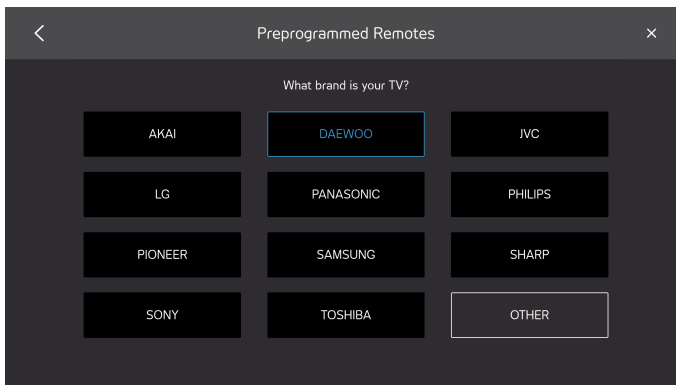 Preprogrammed Remotes
What brand is your TV?
AKAI
DAEWOO
JVC
LG
PANASONIC
PHILIPS
PIONEER
SAMSUNG
SHARP
SONY
TOSHIBA
OTHER